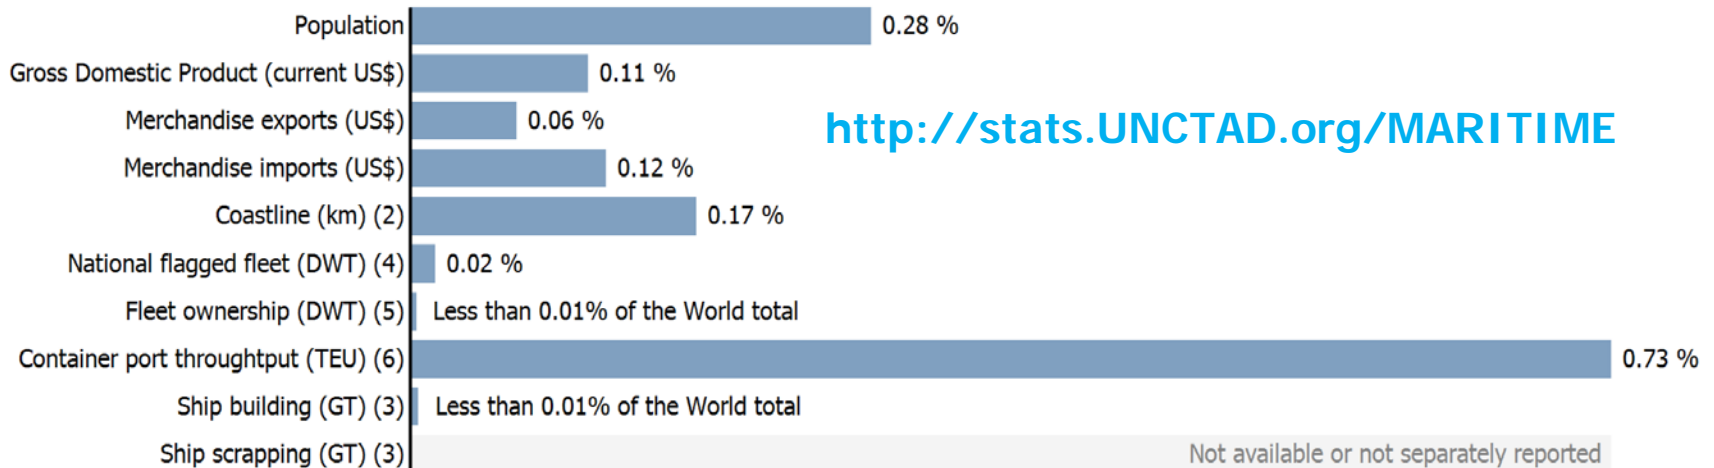 Population 0.28 %
Gross Domestic Product (current US$) 0.11 %
Merchandise exports (US$) 0.06 %
http://stats.UNCTAD.org/MARITIME
Merchandise imports (US$) 0.12 %
Coastline (km) (2) 0.17 %
National flagged fleet (DWT) (4) 0.02 %
Fleet ownership (DWT) (5) Less than 0.01% of the World total
Container port throughtput (TEU) (6) 0.73 %
Ship building (GT) (3) Less than 0.01% of the World total
Ship scrapping (GT) (3) Not available or not separately reported